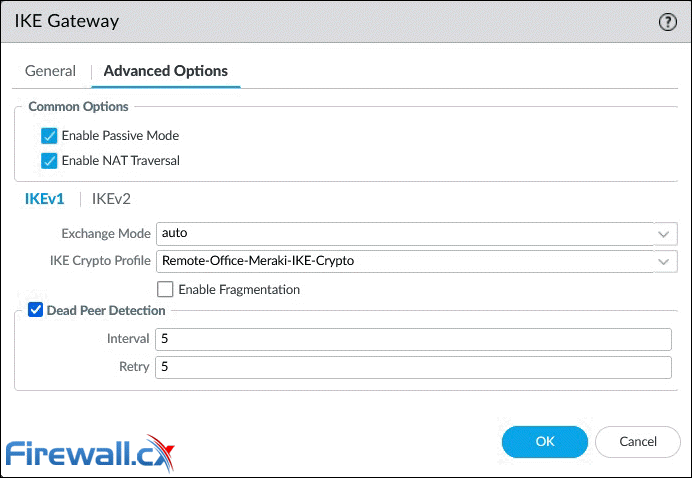 IKE Gateway
?
General
Advanced Options
Common Options
Enable Passive Mode
Enable NAT Traversal
IKEv1
IKEv2
Exchange Mode auto
IKE Crypto Profile Remote-Office-Meraki-IKE-Crypto
Enable Fragmentation
Dead Peer Detection
Interval 5
Retry 5
Firewall.cx
OK
Cancel